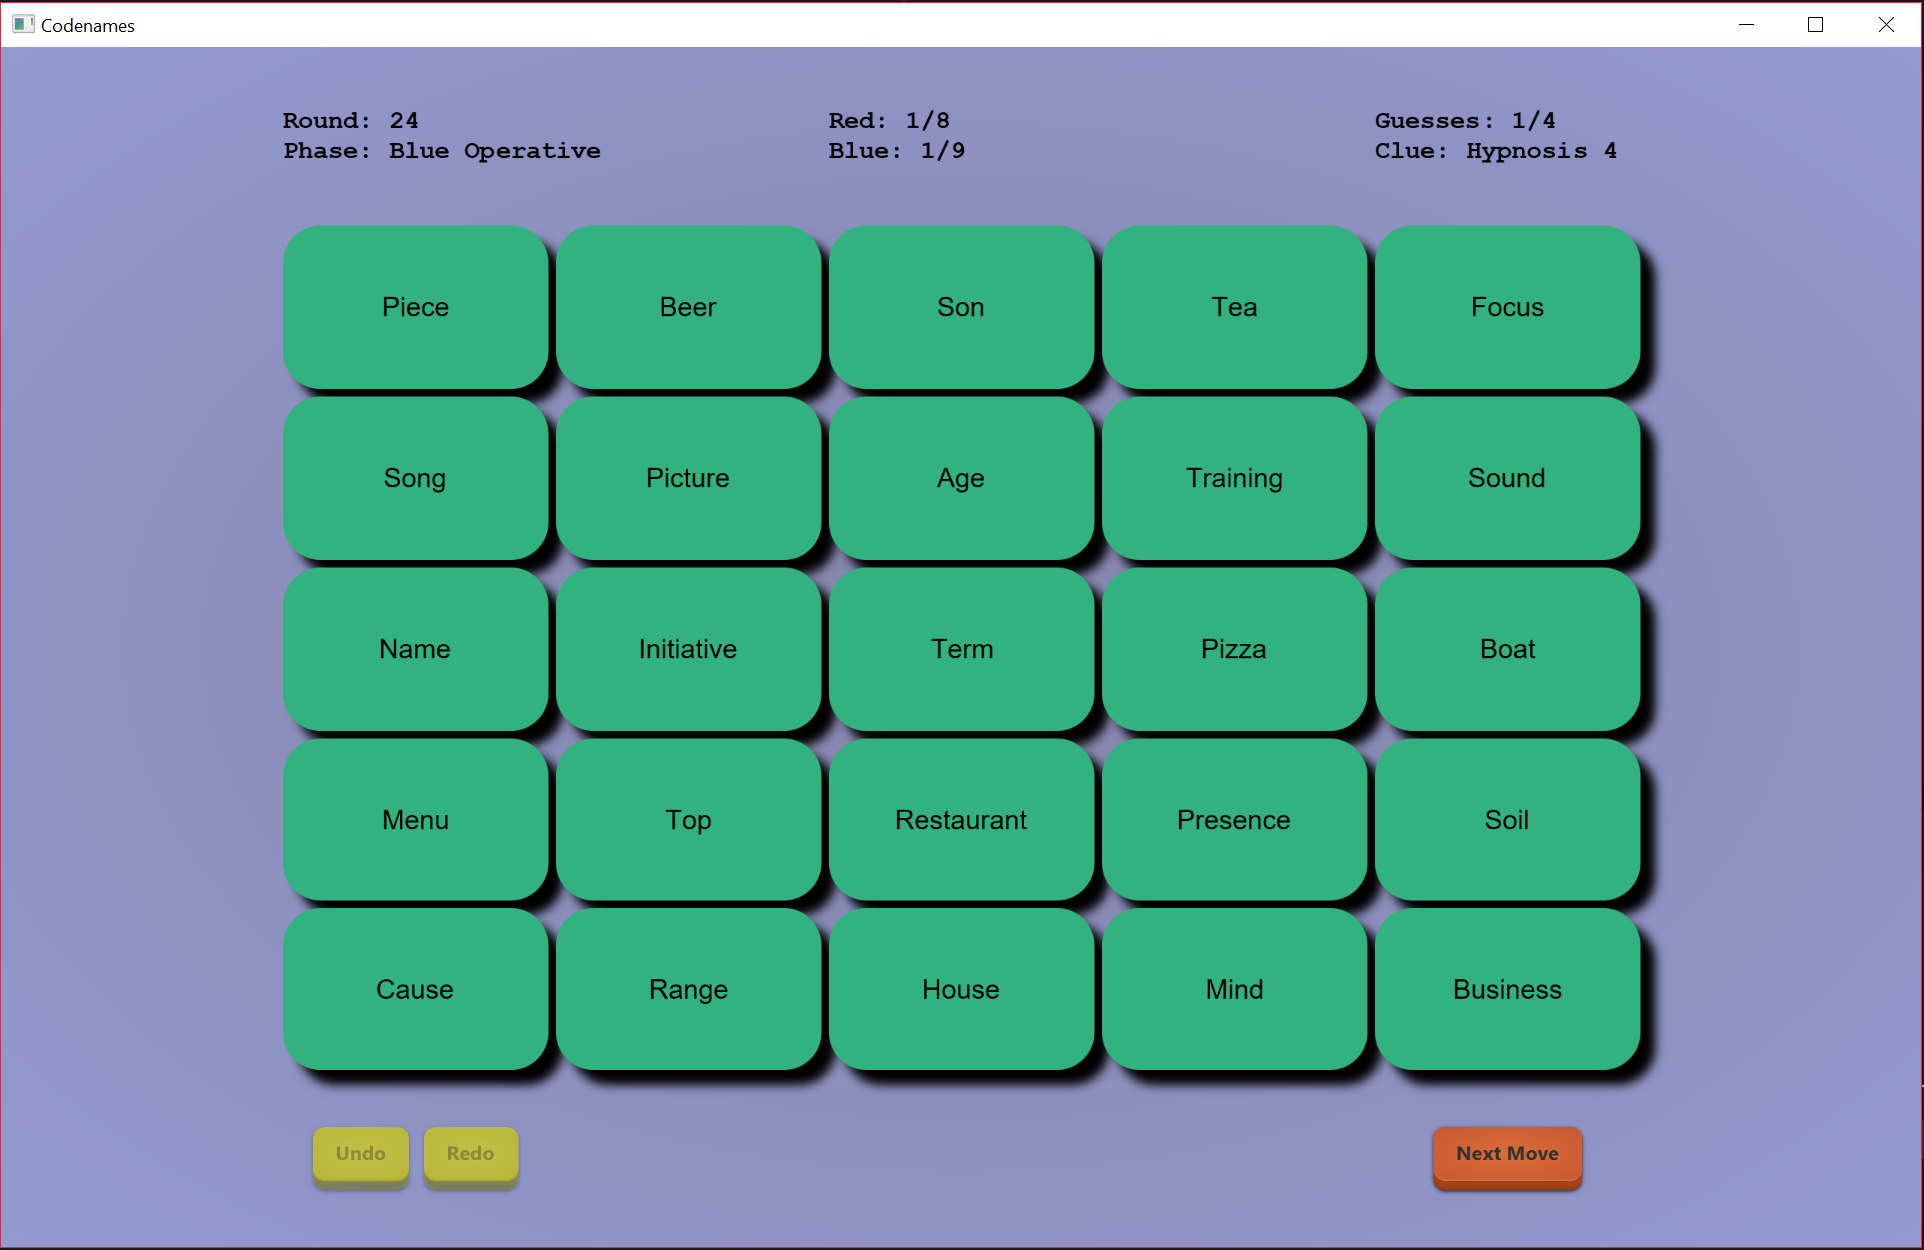 Codenames
Round: 24
Phase: Blue Operative
Red: 1/8
Blue: 1/9
Guesses: 1/4
Clue: Hypnosis 4
Piece Beer Son Tea Focus
Song Picture Age Training Sound
Name Initiative Term Pizza Boat
Menu Top Restaurant Presence Soil
Cause Range House Mind Business
Undo Redo Next Move